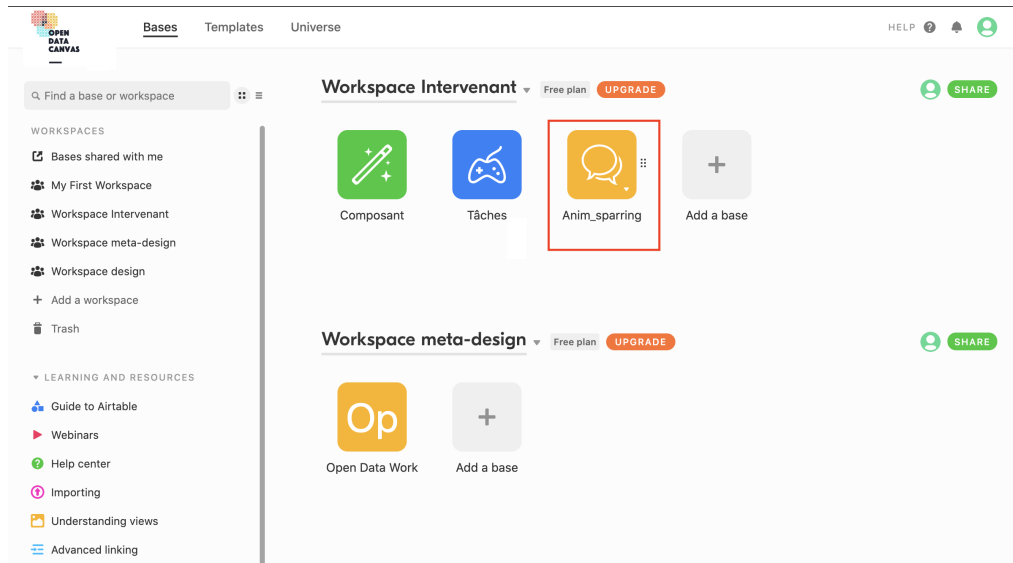 OPEN
DATA
CANVAS
Bases Templates Universe
HELP
Find a base or workspace
WORKSPACES
Bases shared with me
My First Workspace
Workspace Intervenant
Workspace meta-design
Workspace design
Add a workspace
Trash
LEARNING AND RESOURCES
Guide to Airtable
Webinars
Help center
Importing
Understanding views
Advanced linking
Workspace Intervenant Free plan UPGRADE SHARE
Composant Tâches Anim_sparring Add a base
Workspace meta-design Free plan UPGRADE SHARE
Op
Open Data Work Add a base